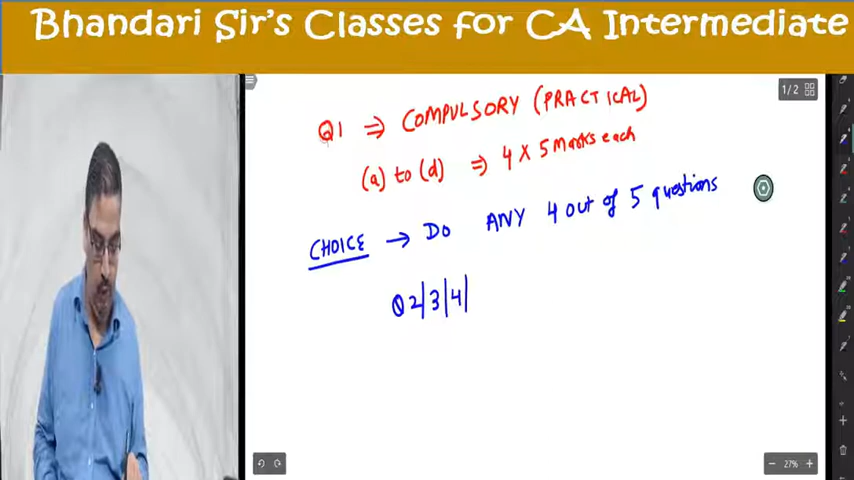 Bhandari Sir's Classes for CA Intermediate
1/2
Q1 ⇒ COMPULSORY (PRACTICAL)
(a) to (d) ⇒ 4 X 5 Marks each
CHOICE → DO ANY 4 out of 5 questions
Q2|3|4|
− 27% +